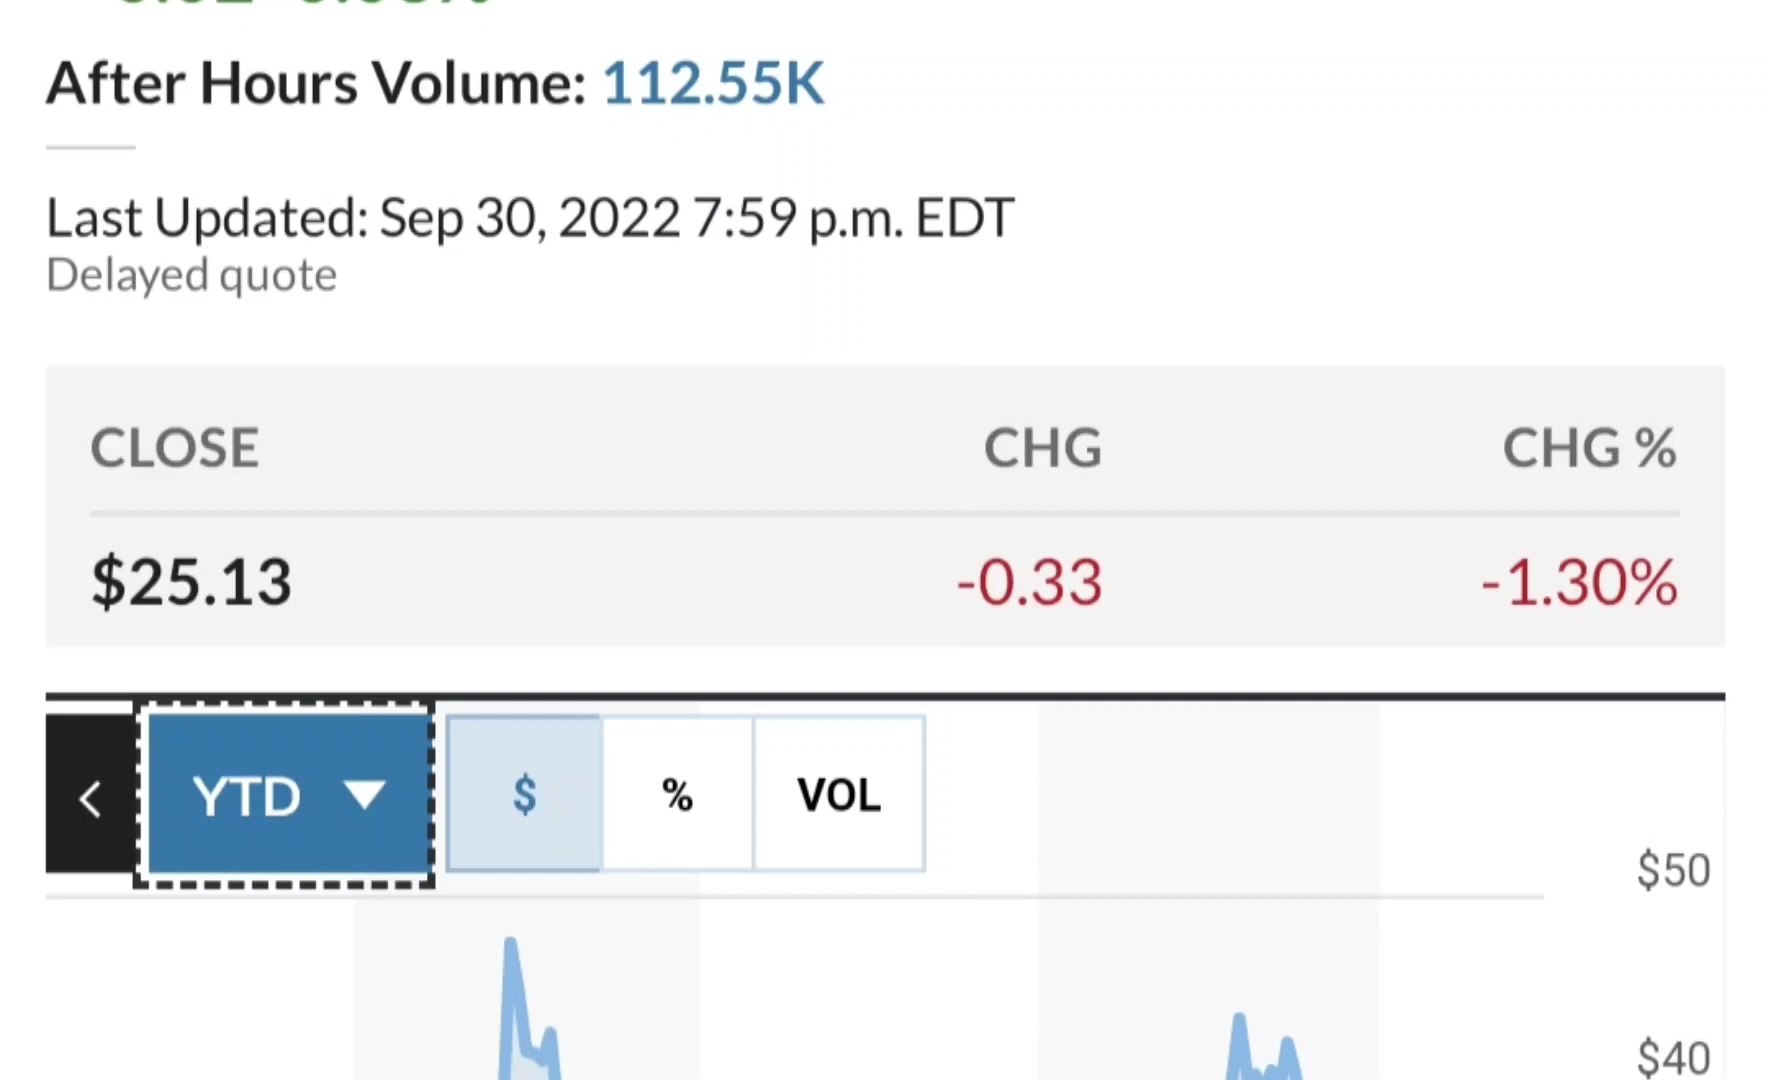 After Hours Volume: 112.55K
Last Updated: Sep 30, 2022 7:59 p.m. EDT
Delayed quote
CLOSE CHG CHG %
$25.13 -0.33 -1.30%
< YTD ▼ $ % VOL
$50
$40